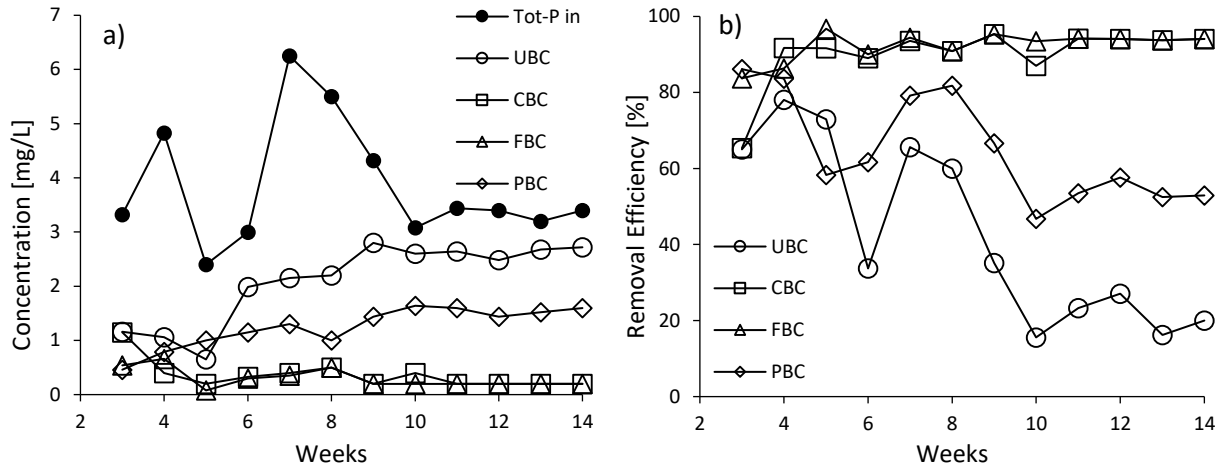 a)
Concentration [mg/L]
7
6
5
4
3
2
1
0
2 4 6 8 10 12 14
Weeks
Tot-P in
UBC
CBC
FBC
PBC
b)
Removal Efficiency [%]
100
80
60
40
20
0
2 4 6 8 10 12 14
Weeks
UBC
CBC
FBC
PBC